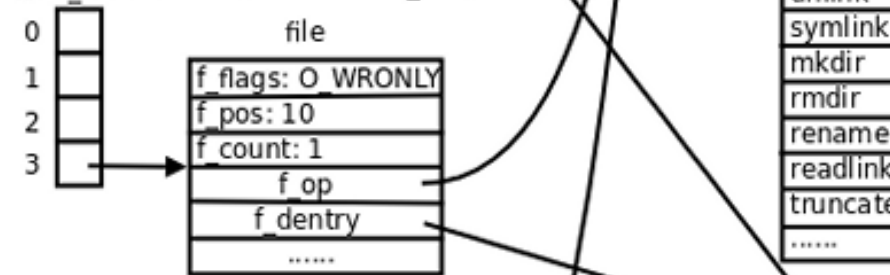 0
1
2
3
file
f_flags: O_WRONLY
f_pos: 10
f_count: 1
f_op
f_dentry
......
symlink
mkdir
rmdir
rename
readlink
truncate
......